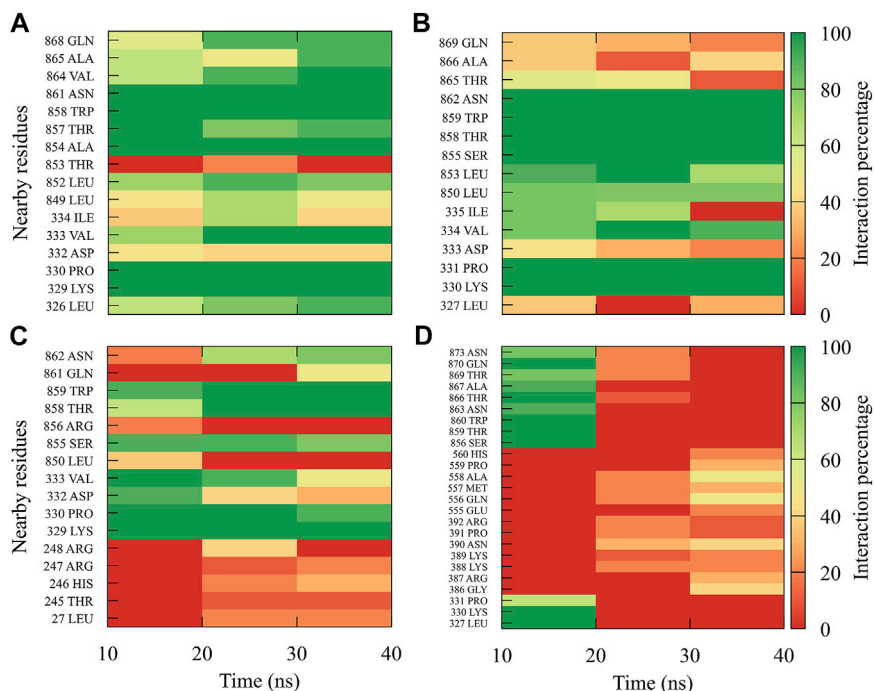 A
Nearby residues
868 GLN
865 ALA
864 VAL
861 ASN
858 TRP
857 THR
854 ALA
853 THR
852 LEU
849 LEU
334 ILE
333 VAL
332 ASP
330 PRO
329 LYS
326 LEU
B
869 GLN
866 ALA
865 THR
862 ASN
859 TRP
858 THR
855 SER
853 LEU
850 LEU
335 ILE
334 VAL
333 ASP
331 PRO
330 LYS
327 LEU
100
80
60
40
20
0
Interaction percentage
C
Nearby residues
862 ASN
861 GLN
859 TRP
858 THR
856 ARG
855 SER
850 LEU
333 VAL
332 ASP
330 PRO
329 LYS
248 ARG
247 ARG
246 HIS
245 THR
27 LEU
10 20 30 40
Time (ns)
D
873 ASN
870 GLN
869 THR
867 ALA
866 THR
863 ASN
860 TRP
859 THR
856 SER
560 HIS
559 PRO
558 ALA
557 MET
556 GLN
555 GLU
392 ARG
391 PRO
390 ASN
389 LYS
388 LYS
387 ARG
386 GLY
331 PRO
330 LYS
327 LEU
10 20 30 40
Time (ns)
100
80
60
40
20
0
Interaction percentage